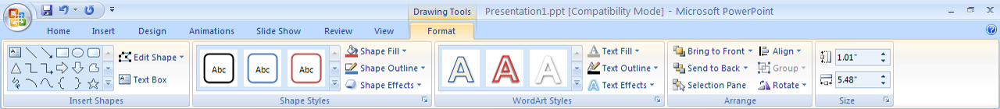 Drawing Tools Presentation1.ppt [Compatibility Mode] - Microsoft PowerPoint
Home Insert Design Animations Slide Show Review View Format
Edit Shape
Text Box
Insert Shapes
Abc Abc Abc
Shape Fill
Shape Outline
Shape Effects
Shape Styles
A A A
Text Fill
Text Outline
Text Effects
WordArt Styles
Bring to Front Align
Send to Back Group
Selection Pane Rotate
Arrange
1.01"
5.48"
Size